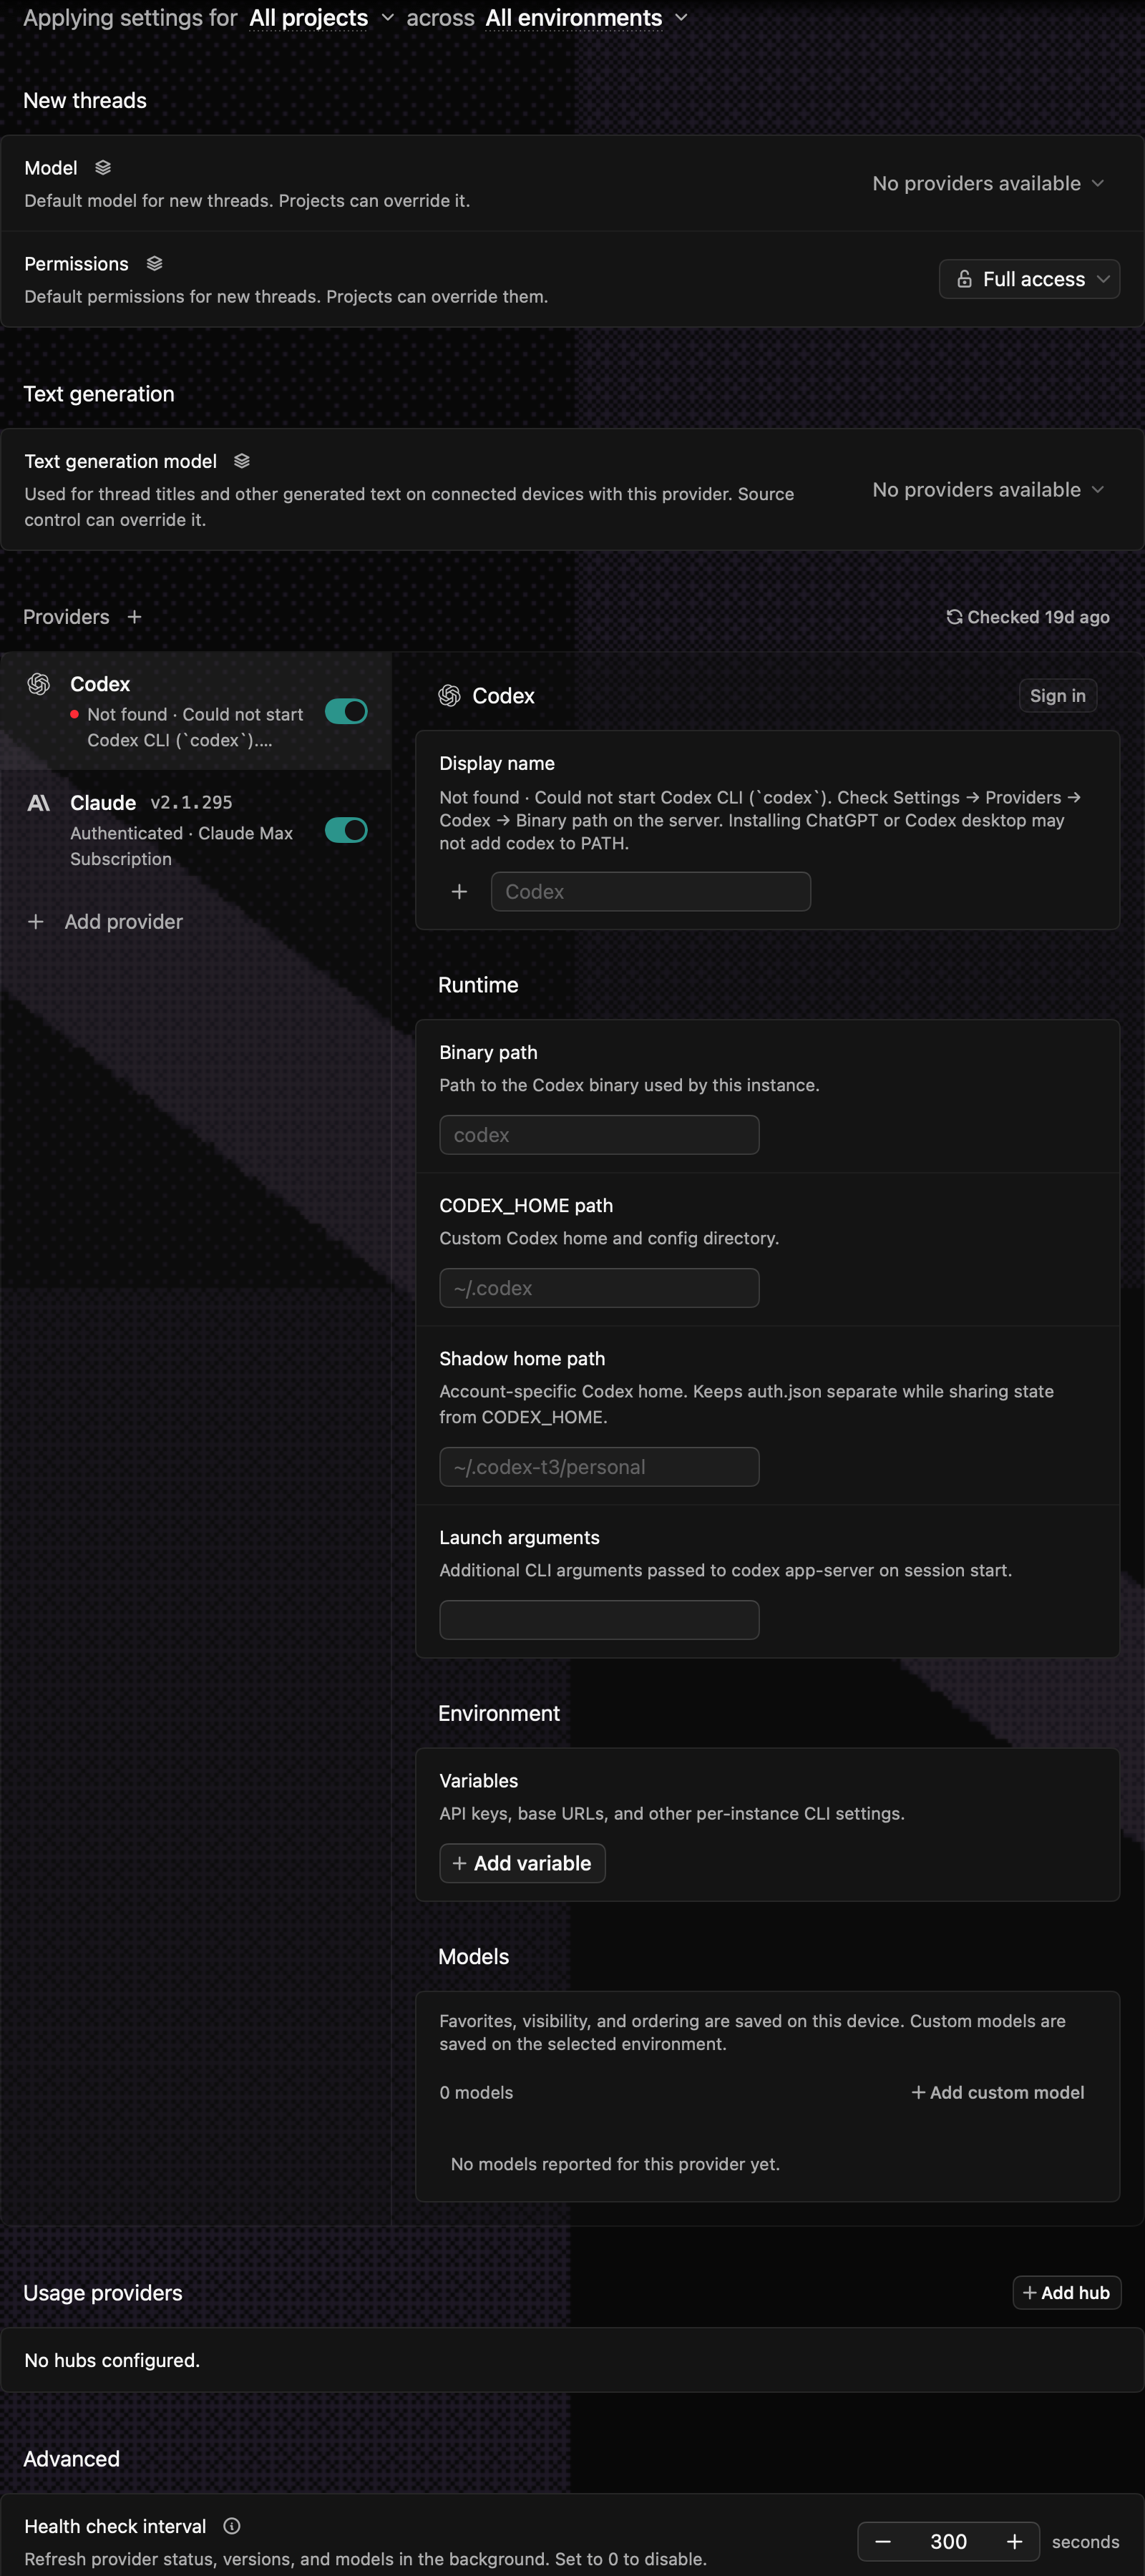 Applying settings for All projects across All environments
New threads
Model
Default model for new threads. Projects can override it.
No providers available
Permissions
Default permissions for new threads. Projects can override them.
Full access
Text generation
Text generation model
Used for thread titles and other generated text on connected devices with this provider. Source
control can override it.
No providers available
Providers
Checked 19d ago
Codex
Not found · Could not start
Codex CLI (`codex`)....
Claude v2.1.295
Authenticated · Claude Max
Subscription
Add provider
Codex
Sign in
Display name
Not found · Could not start Codex CLI (`codex`). Check Settings → Providers →
Codex → Binary path on the server. Installing ChatGPT or Codex desktop may
not add codex to PATH.
Codex
Runtime
Binary path
Path to the Codex binary used by this instance.
codex
CODEX_HOME path
Custom Codex home and config directory.
~/.codex
Shadow home path
Account-specific Codex home. Keeps auth.json separate while sharing state
from CODEX_HOME.
~/.codex-t3/personal
Launch arguments
Additional CLI arguments passed to codex app-server on session start.
Environment
Variables
API keys, base URLs, and other per-instance CLI settings.
+ Add variable
Models
Favorites, visibility, and ordering are saved on this device. Custom models are
saved on the selected environment.
0 models
+ Add custom model
No models reported for this provider yet.
Usage providers
+ Add hub
No hubs configured.
Advanced
Health check interval
Refresh provider status, versions, and models in the background. Set to 0 to disable.
− 300 + seconds